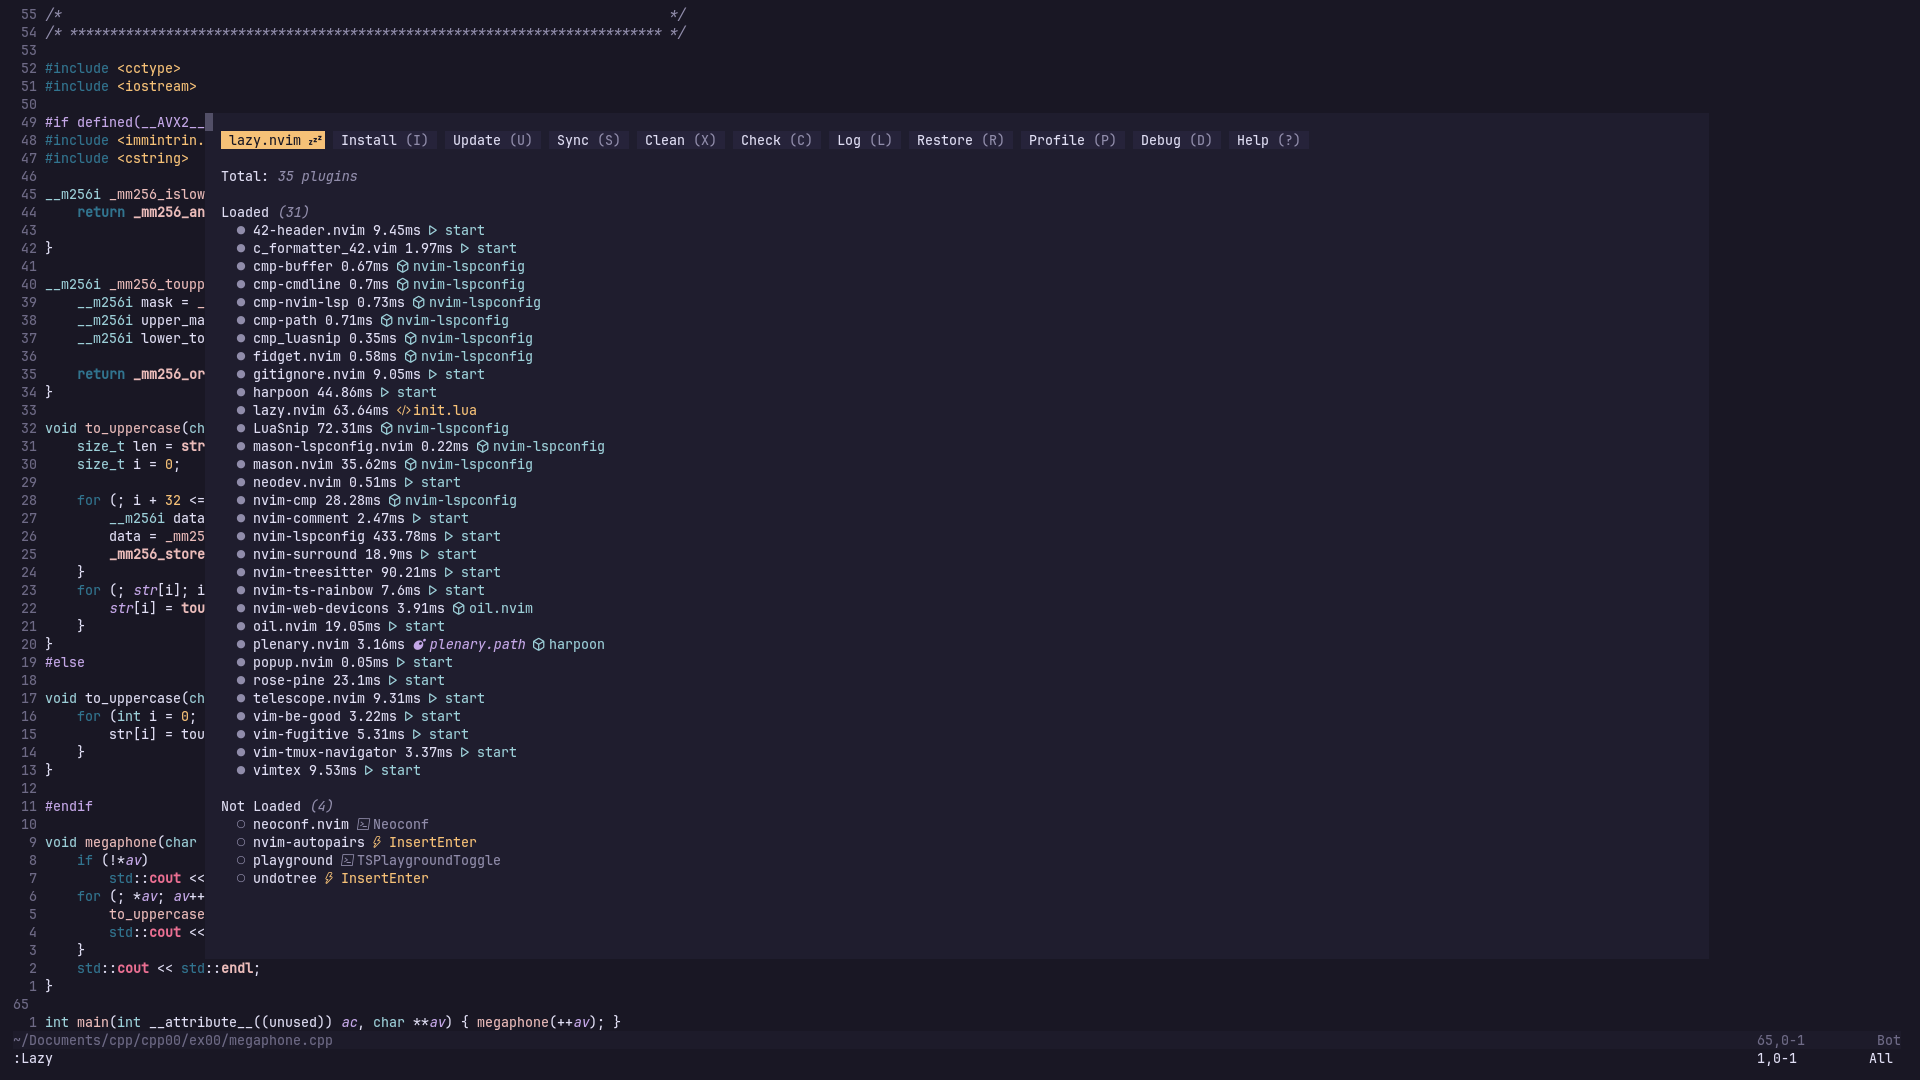 55 /*                                                                            */
54 /* ************************************************************************** */
53
52 #include <cctype>
51 #include <iostream>
50
49 #if defined(__AVX2__
48 #include <immintrin.
47 #include <cstring>
46
45 __m256i _mm256_islow
44     return _mm256_an
43
42 }
41
40 __m256i _mm256_toupp
39     __m256i mask = _
38     __m256i upper_ma
37     __m256i lower_to
36
35     return _mm256_or
34 }
33
32 void to_uppercase(ch
31     size_t len = str
30     size_t i = 0;
29
28     for (; i + 32 <=
27         __m256i data
26         data = _mm25
25         _mm256_store
24     }
23     for (; str[i]; i
22         str[i] = tou
21     }
20 }
19 #else
18
17 void to_uppercase(ch
16     for (int i = 0;
15         str[i] = tou
14     }
13 }
12
11 #endif
10
9 void megaphone(char
8     if (!*av)
7         std::cout <<
6     for (; *av; av++
5         to_uppercase
4         std::cout <<
3     }
2     std::cout << std::endl;
1 }
65
1 int main(int __attribute__((unused)) ac, char **av) { megaphone(++av); }
lazy.nvim zzz Install (I) Update (U) Sync (S) Clean (X) Check (C) Log (L) Restore (R) Profile (P) Debug (D) Help (?)
Total: 35 plugins
Loaded (31)
● 42-header.nvim 9.45ms ▷ start
● c_formatter_42.vim 1.97ms ▷ start
● cmp-buffer 0.67ms nvim-lspconfig
● cmp-cmdline 0.7ms nvim-lspconfig
● cmp-nvim-lsp 0.73ms nvim-lspconfig
● cmp-path 0.71ms nvim-lspconfig
● cmp_luasnip 0.35ms nvim-lspconfig
● fidget.nvim 0.58ms nvim-lspconfig
● gitignore.nvim 9.05ms ▷ start
● harpoon 44.86ms ▷ start
● lazy.nvim 63.64ms </> init.lua
● LuaSnip 72.31ms nvim-lspconfig
● mason-lspconfig.nvim 0.22ms nvim-lspconfig
● mason.nvim 35.62ms nvim-lspconfig
● neodev.nvim 0.51ms ▷ start
● nvim-cmp 28.28ms nvim-lspconfig
● nvim-comment 2.47ms ▷ start
● nvim-lspconfig 433.78ms ▷ start
● nvim-surround 18.9ms ▷ start
● nvim-treesitter 90.21ms ▷ start
● nvim-ts-rainbow 7.6ms ▷ start
● nvim-web-devicons 3.91ms oil.nvim
● oil.nvim 19.05ms ▷ start
● plenary.nvim 3.16ms plenary.path harpoon
● popup.nvim 0.05ms ▷ start
● rose-pine 23.1ms ▷ start
● telescope.nvim 9.31ms ▷ start
● vim-be-good 3.22ms ▷ start
● vim-fugitive 5.31ms ▷ start
● vim-tmux-navigator 3.37ms ▷ start
● vimtex 9.53ms ▷ start
Not Loaded (4)
○ neoconf.nvim Neoconf
○ nvim-autopairs InsertEnter
○ playground TSPlaygroundToggle
○ undotree InsertEnter
~/Documents/cpp/cpp00/ex00/megaphone.cpp 65,0-1 Bot
:Lazy 1,0-1 All